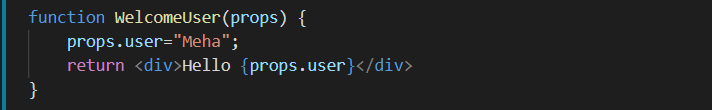 function WelcomeUser(props) {
    props.user="Meha";
    return <div>Hello {props.user}</div>
}